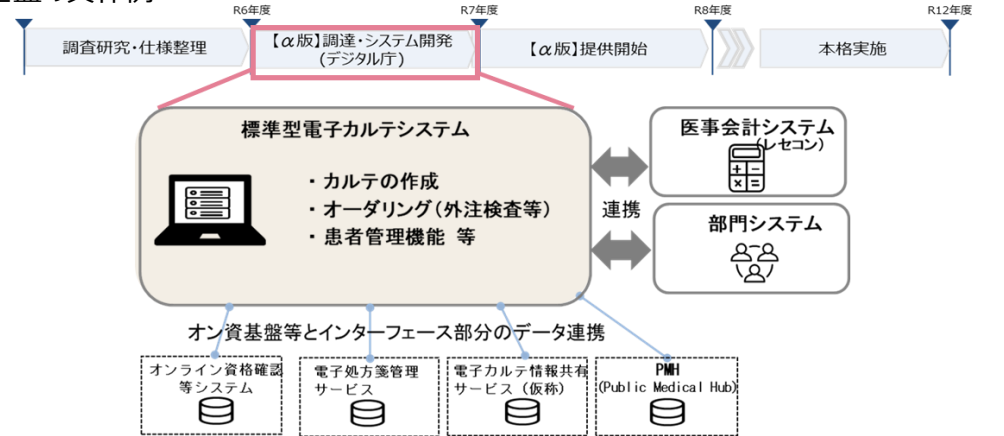 R6年度
R7年度
R8年度
R12年度
調査研究・仕様整理
【α版】調達・システム開発
(デジタル庁)
【α版】提供開始
本格実施
標準型電子カルテシステム
・カルテの作成
・オーダリング(外注検査等)
・患者管理機能 等
医事会計システム
(レセコン)
連携
部門システム
オン資基盤等とインターフェース部分のデータ連携
オンライン資格確認
等システム
電子処方箋管理
サービス
電子カルテ情報共有
サービス(仮称)
PMH
(Public Medical Hub)